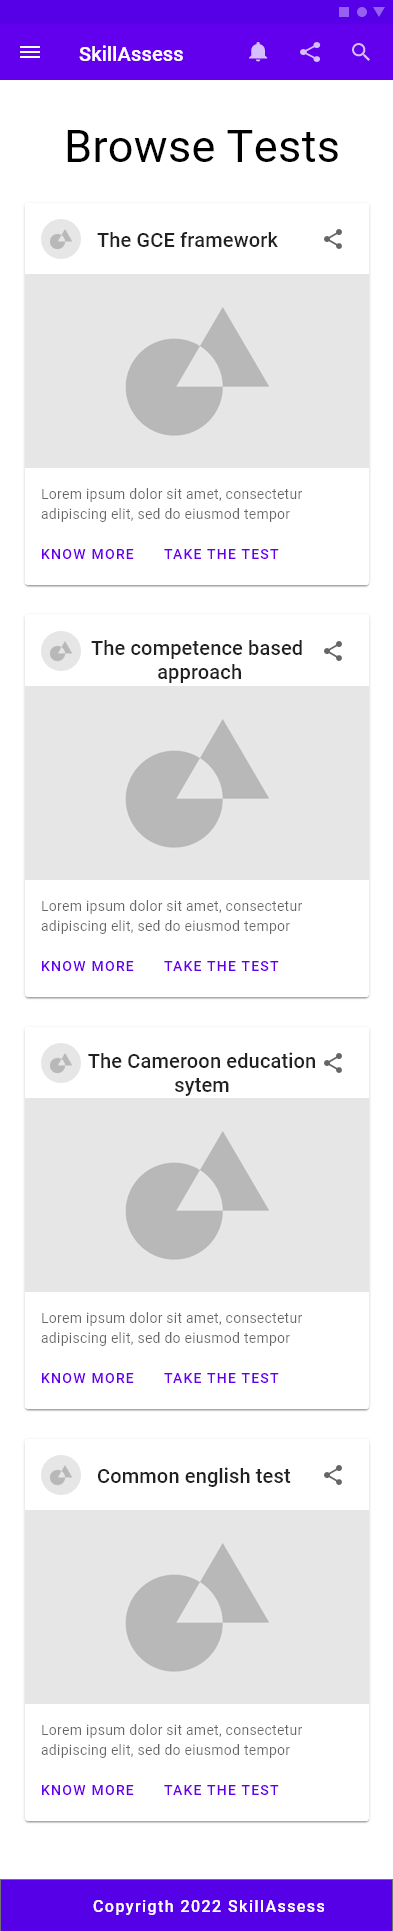 SkillAssess
Browse Tests
The GCE framework
Lorem ipsum dolor sit amet, consectetur
adipiscing elit, sed do eiusmod tempor
KNOW MORE TAKE THE TEST
The competence based
approach
Lorem ipsum dolor sit amet, consectetur
adipiscing elit, sed do eiusmod tempor
KNOW MORE TAKE THE TEST
The Cameroon education
sytem
Lorem ipsum dolor sit amet, consectetur
adipiscing elit, sed do eiusmod tempor
KNOW MORE TAKE THE TEST
Common english test
Lorem ipsum dolor sit amet, consectetur
adipiscing elit, sed do eiusmod tempor
KNOW MORE TAKE THE TEST
Copyrigth 2022 SkillAssess